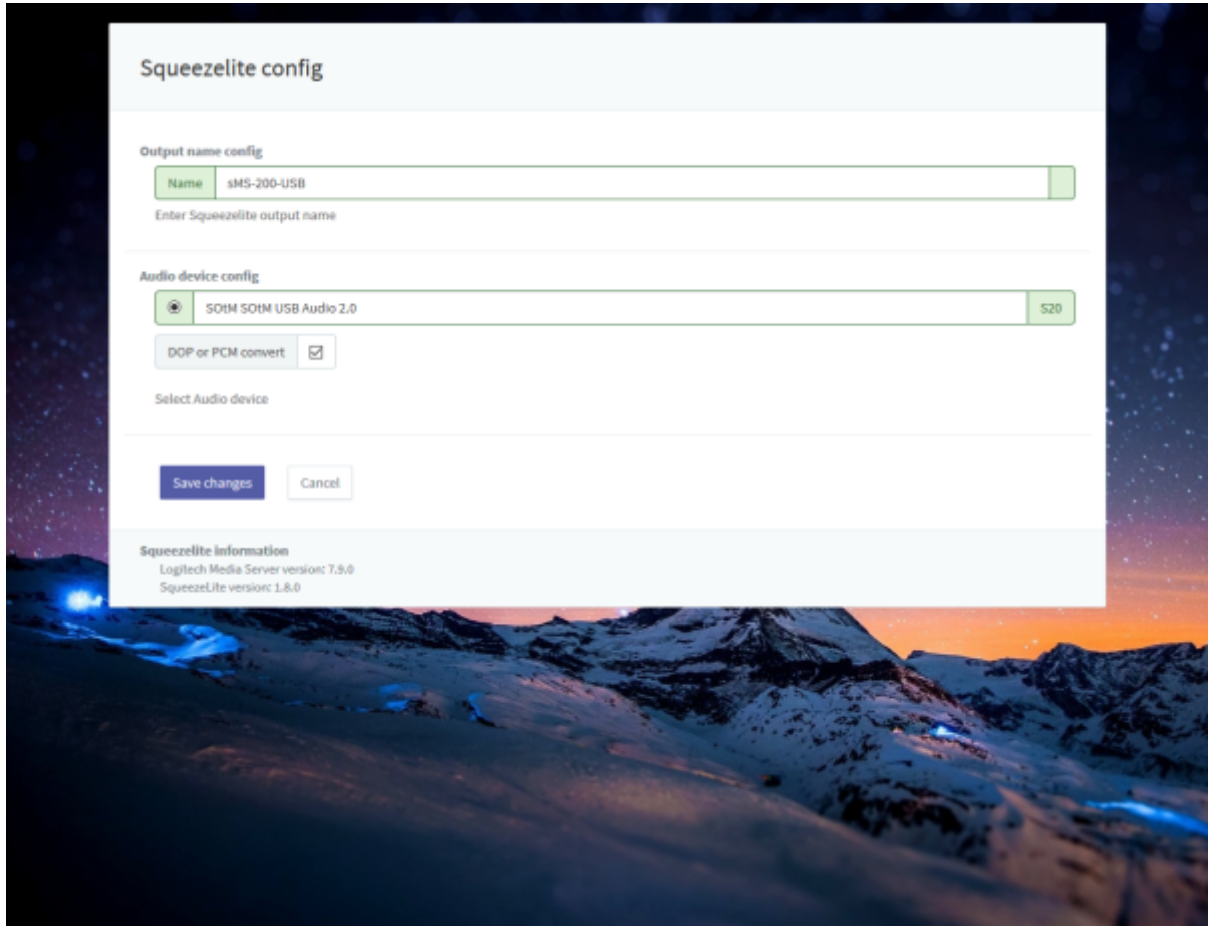 Squeezelite config
Output name config
Name sMS-200-USB
Enter Squeezelite output name
Audio device config
SOtM SOtM USB Audio 2.0 S20
DOP or PCM convert
Select Audio device
Save changes Cancel
Squeezelite information
Logitech Media Server version: 7.9.0
SqueezeLite version: 1.8.0